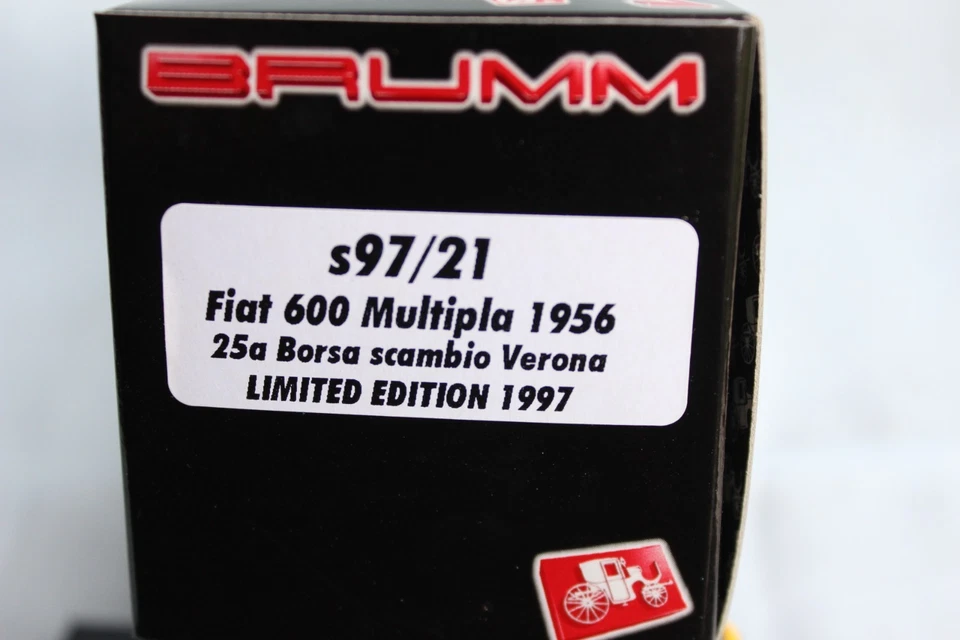 BRUMM
s97/21
Fiat 600 Multipla 1956
25a Borsa scambio Verona
LIMITED EDITION 1997